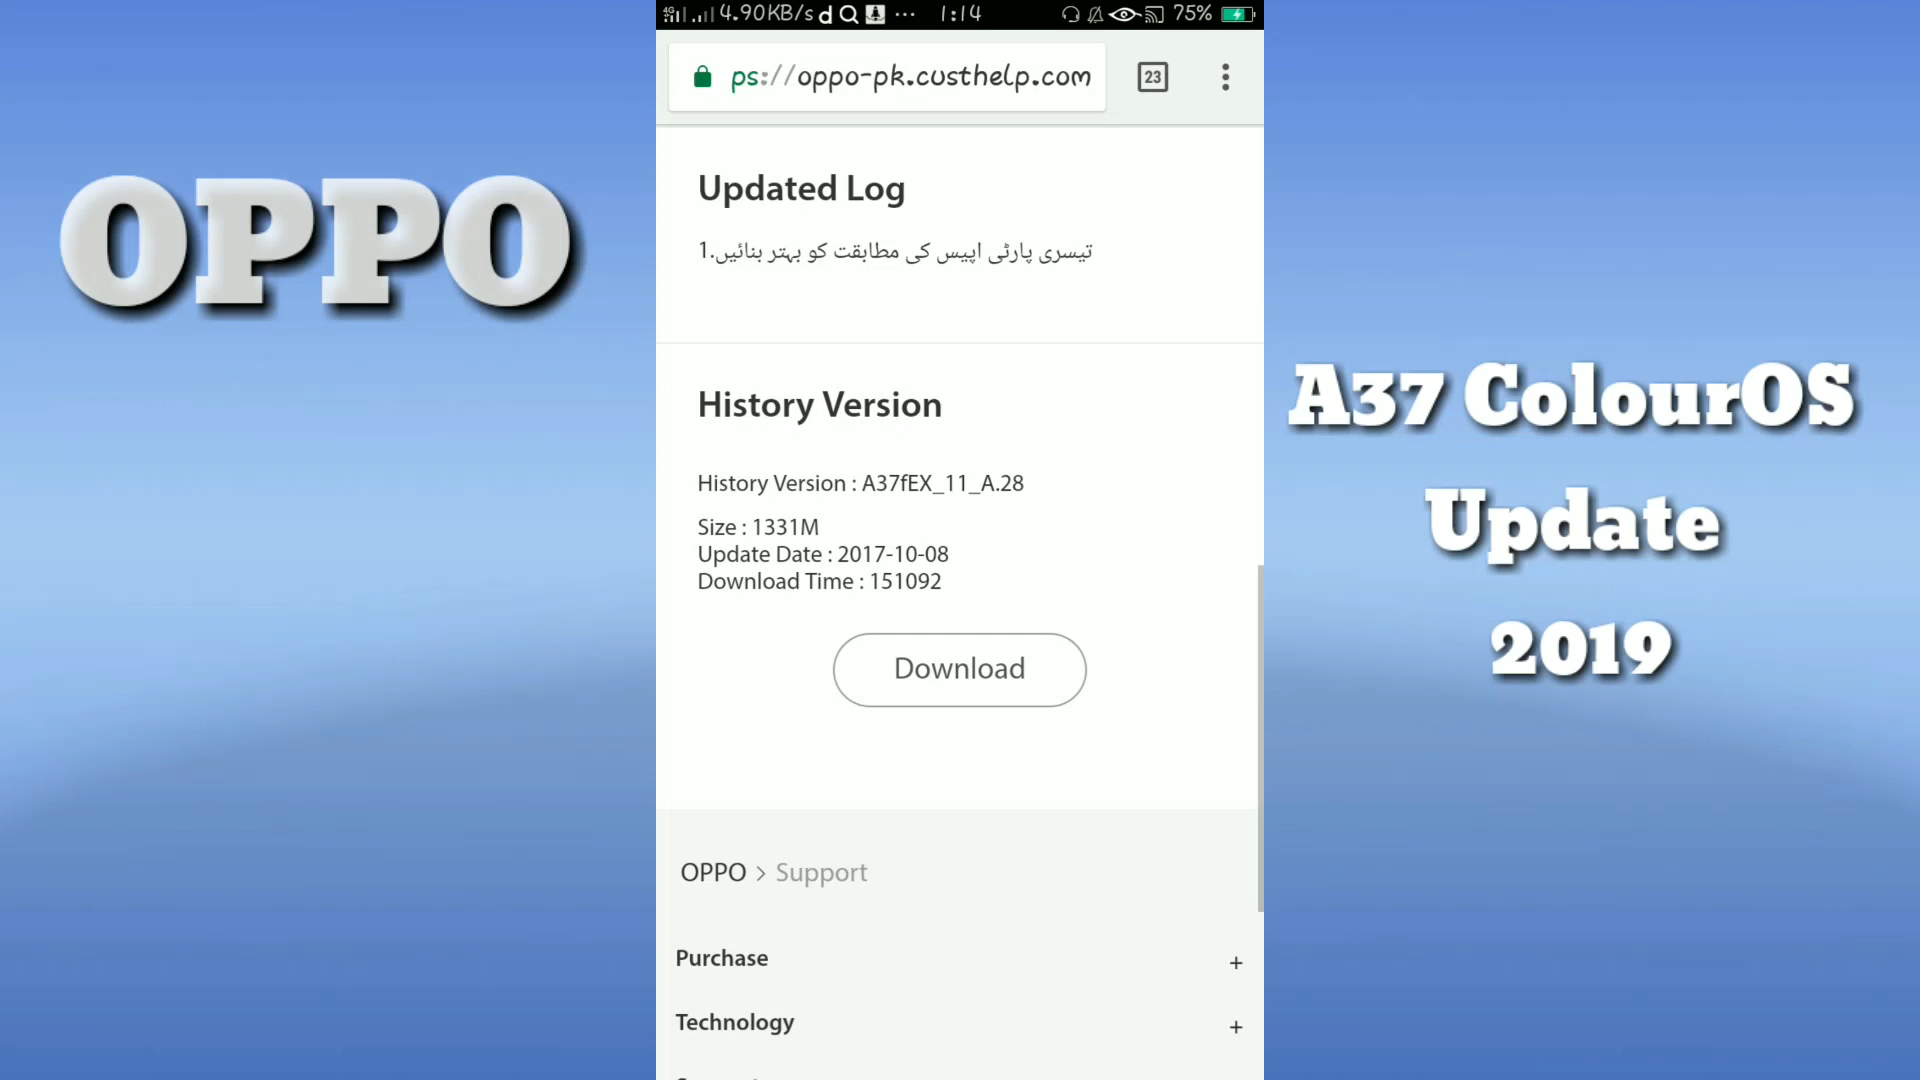 4G 4.90KB/s d ... 1:14 75%
ps://oppo-pk.custhelp.com 23
OPPO
Updated Log
1.تیسری پارٹی اپیس کی مطابقت کو بہتر بنائیں
History Version
History Version : A37fEX_11_A.28
Size : 1331M
Update Date : 2017-10-08
Download Time : 151092
Download
OPPO > Support
Purchase +
Technology +
A37 ColourOS
Update
2019